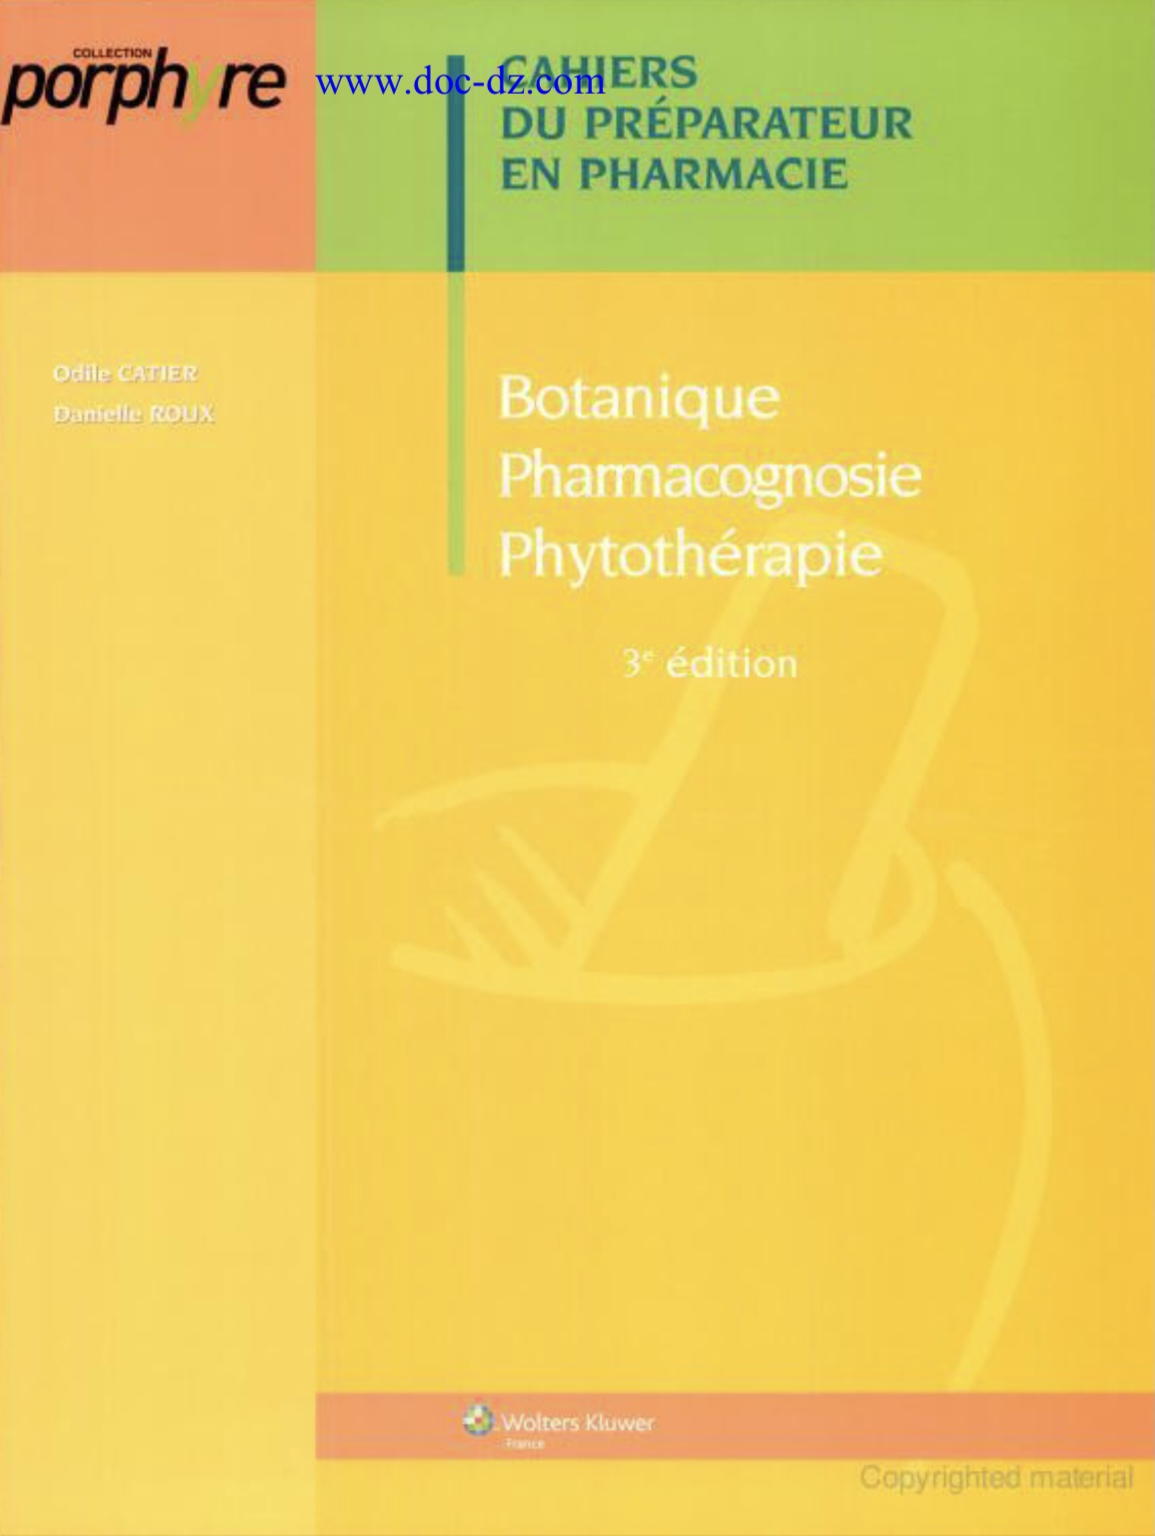 COLLECTION
porphyre
www.doc-dz.com
CAHIERS
DU PRÉPARATEUR
EN PHARMACIE
Odile CATIER
Danielle ROUX
Botanique
Pharmacognosie
Phytothérapie
3e édition
Wolters Kluwer
France
Copyrighted material